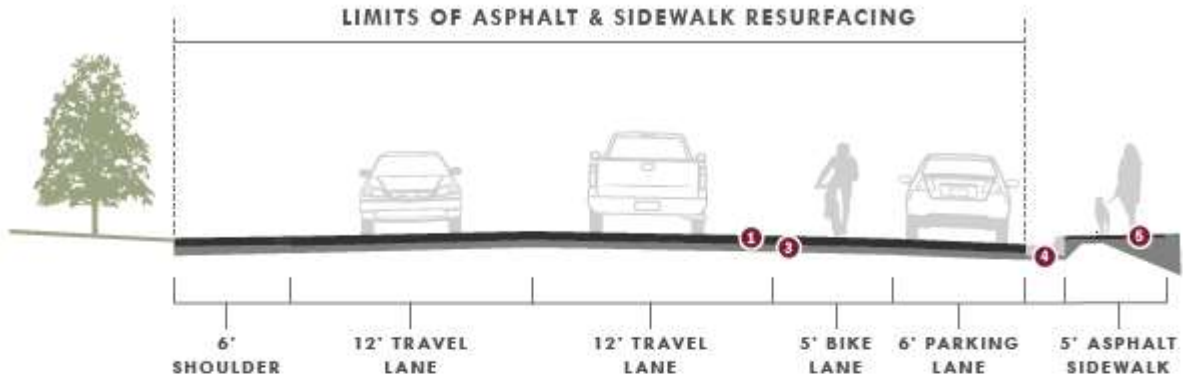 LIMITS OF ASPHALT & SIDEWALK RESURFACING
1
3
4
5
6' SHOULDER
12' TRAVEL LANE
12' TRAVEL LANE
5' BIKE LANE
6' PARKING LANE
5' ASPHALT SIDEWALK